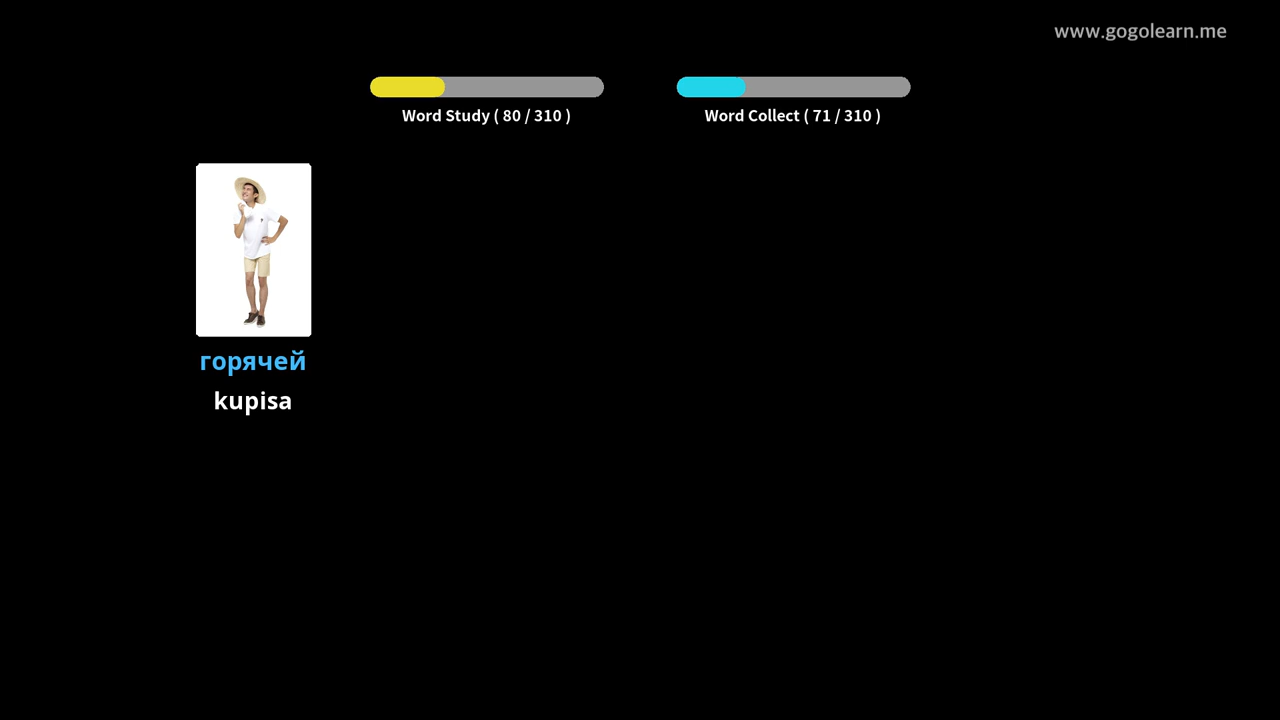 www.gogolearn.me
Word Study ( 80 / 310 )
Word Collect ( 71 / 310 )
горячей
kupisa